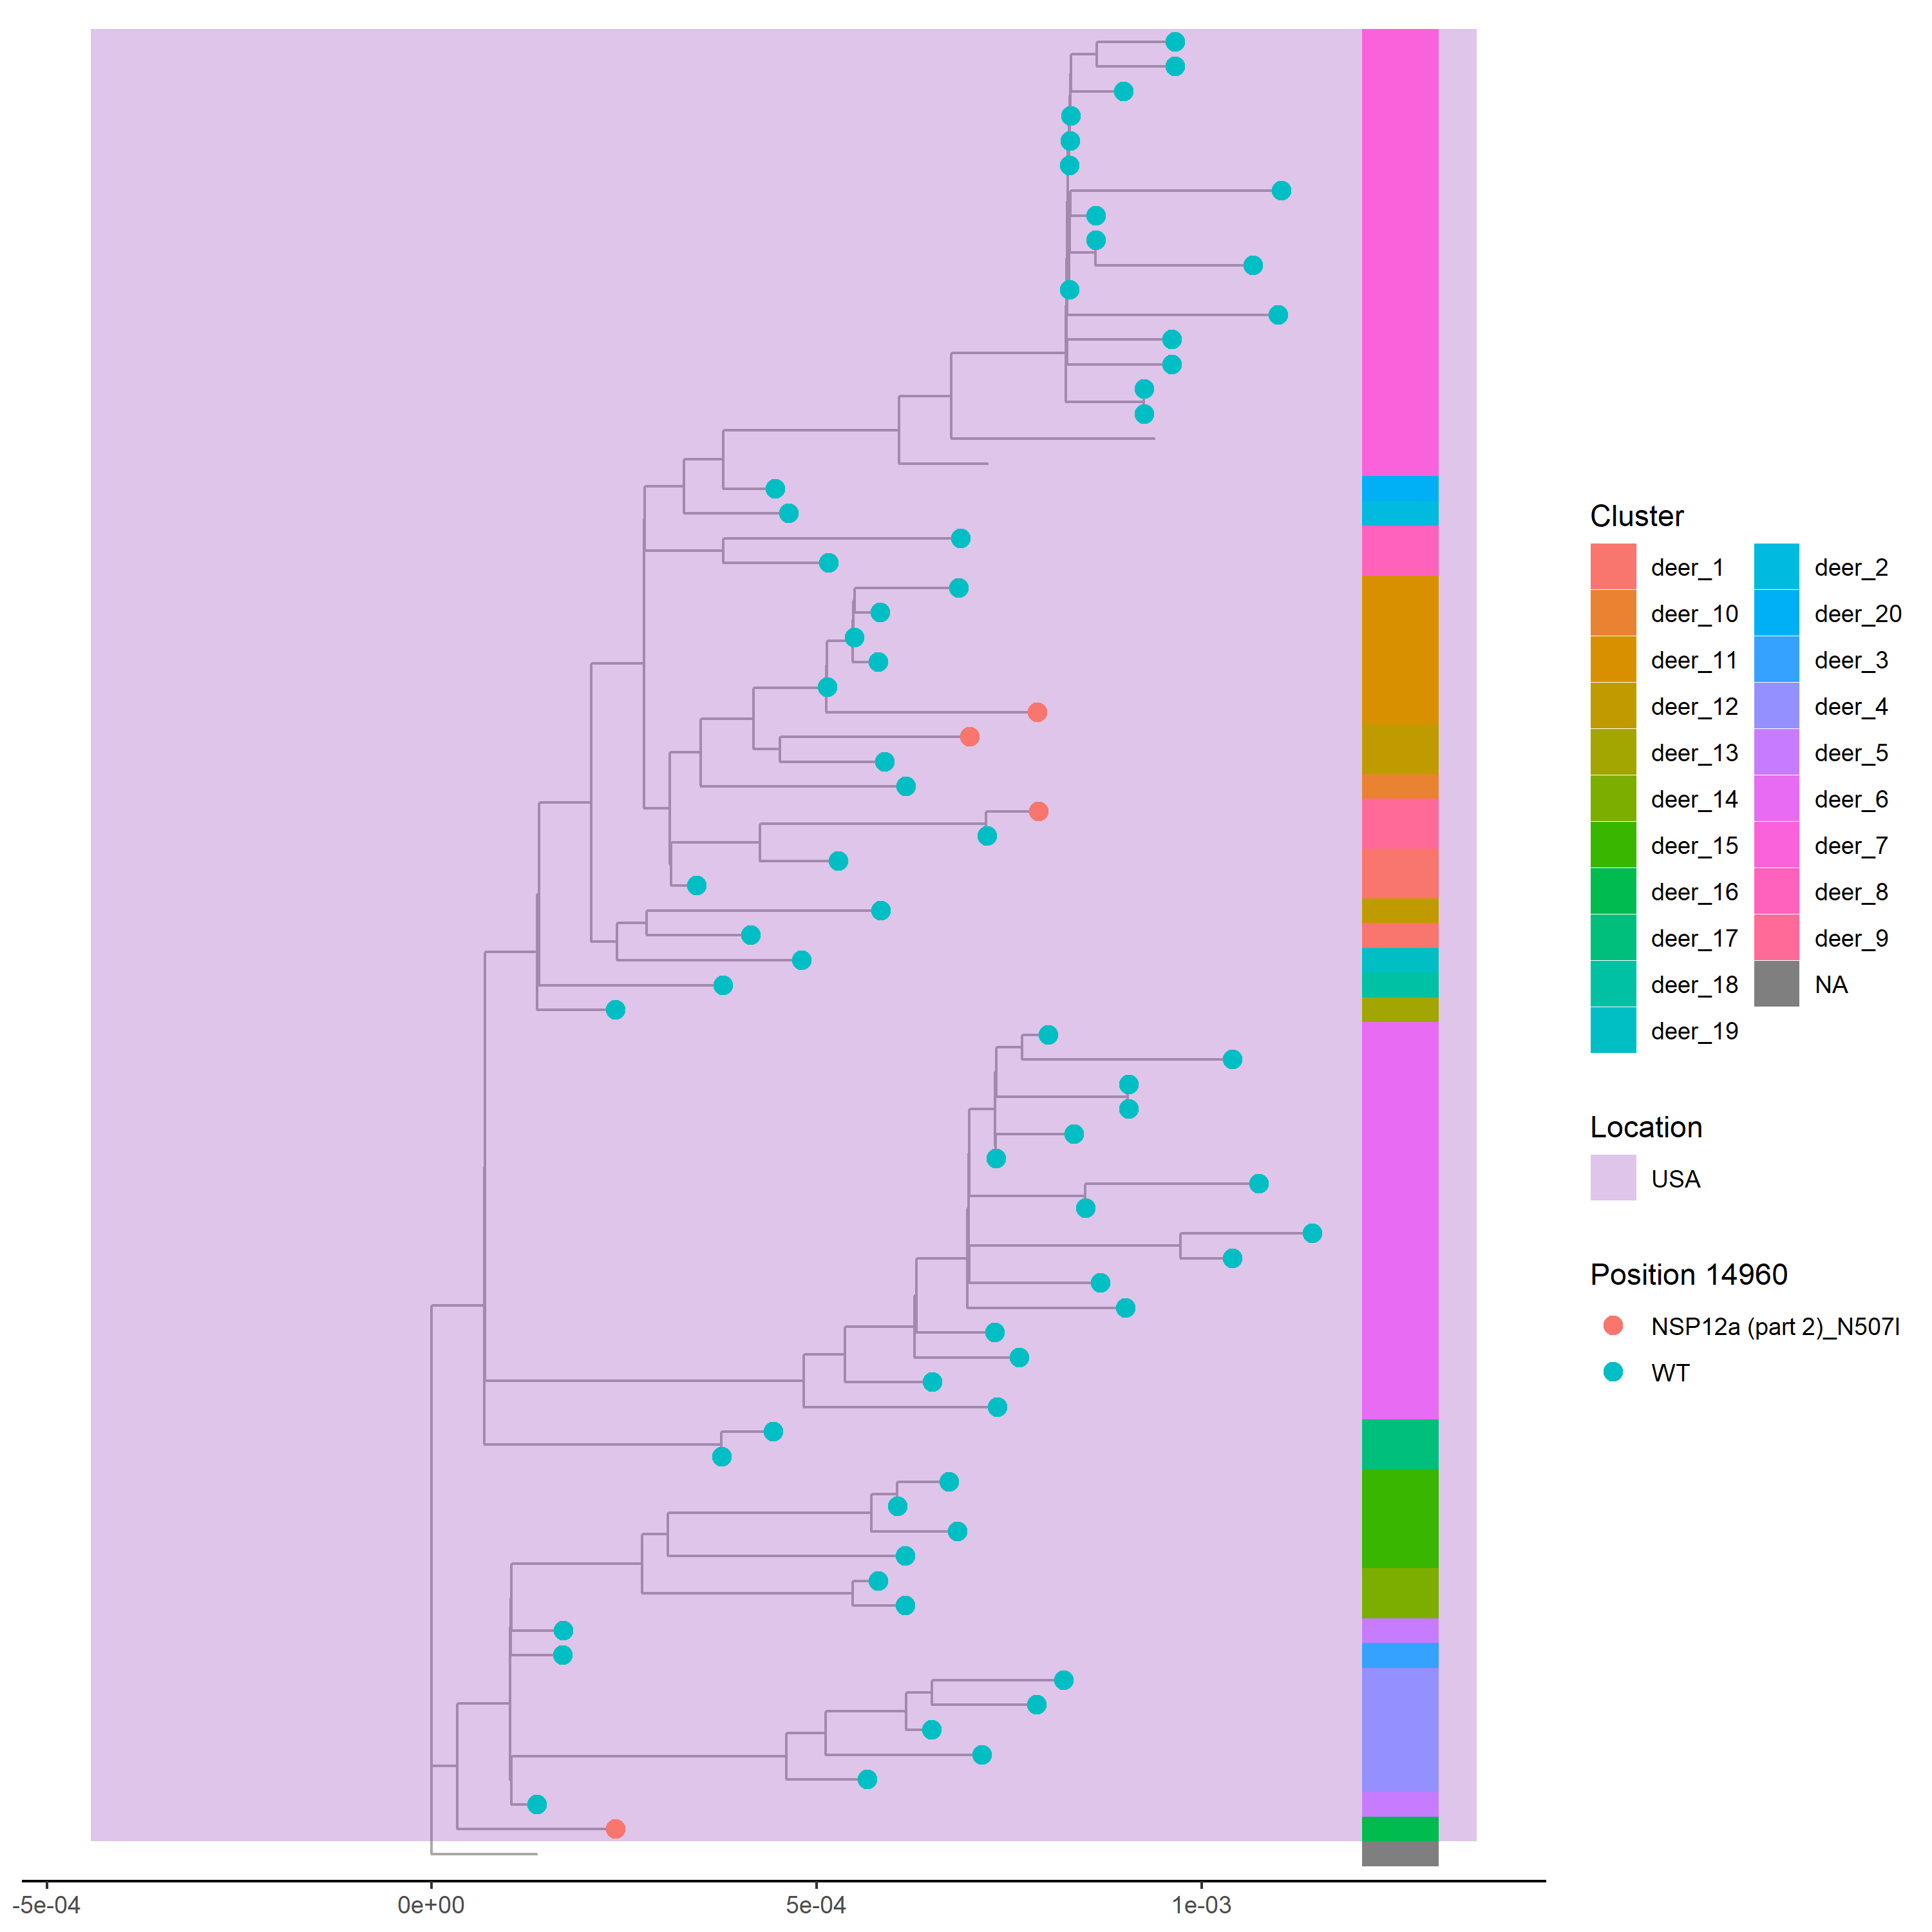 Cluster
deer_1 deer_2
deer_10 deer_20
deer_11 deer_3
deer_12 deer_4
deer_13 deer_5
deer_14 deer_6
deer_15 deer_7
deer_16 deer_8
deer_17 deer_9
deer_18 NA
deer_19
Location
USA
Position 14960
NSP12a (part 2)_N507I
WT
-5e-04 0e+00 5e-04 1e-03